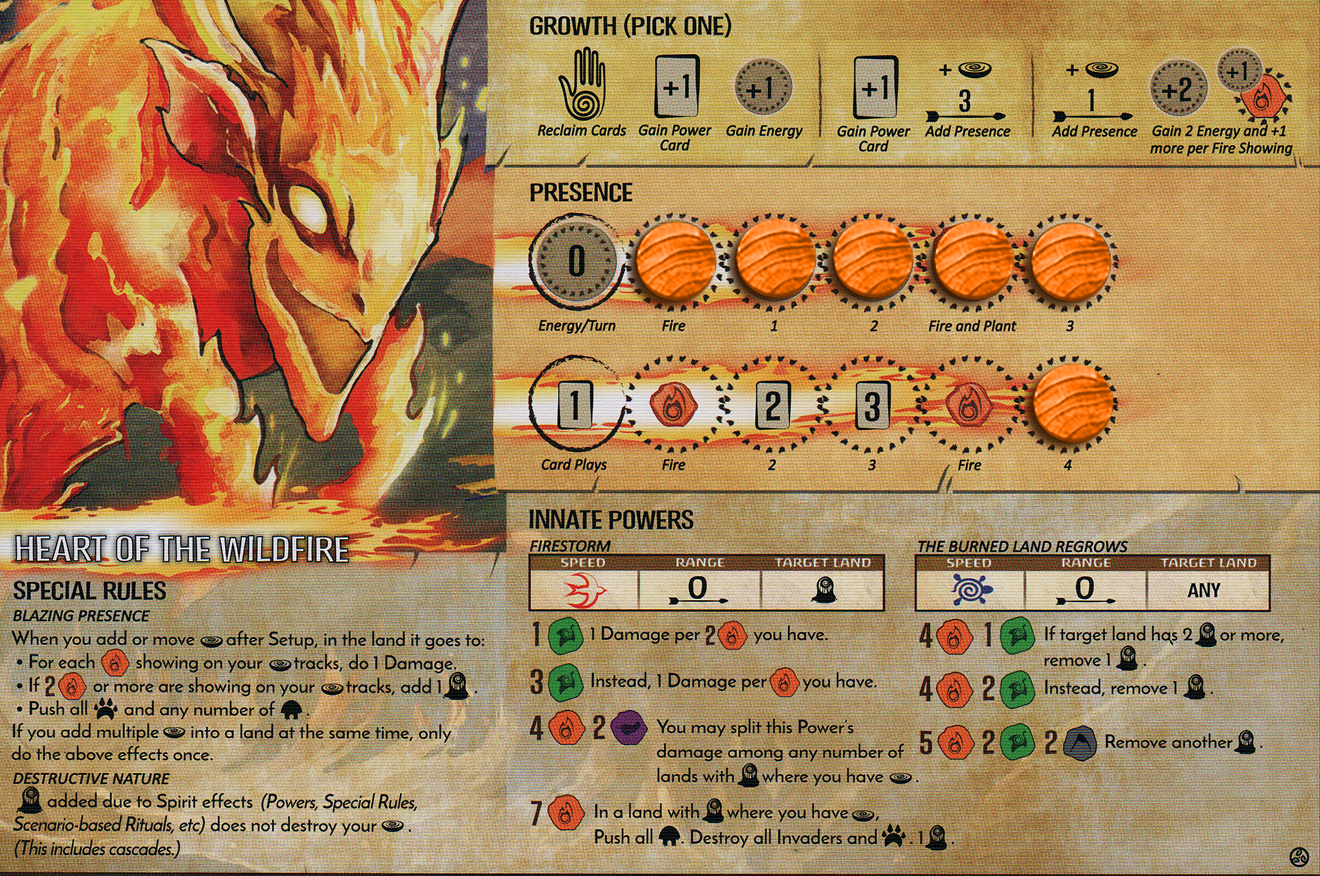 GROWTH (PICK ONE)
+1
+1
+1
+
3
+
1
+2
+1
Reclaim Cards
Gain Power
Card
Gain Energy
Gain Power
Card
Add Presence
Add Presence
Gain 2 Energy and +1
more per Fire Showing
PRESENCE
0
Energy/Turn
Fire
1
2
Fire and Plant
3
1
2
3
Card Plays
Fire
2
3
Fire
4
HEART OF THE WILDFIRE
SPECIAL RULES
BLAZING PRESENCE
When you add or move after Setup, in the land it goes to:
• For each showing on your tracks, do 1 Damage.
• If 2 or more are showing on your tracks, add 1 .
• Push all and any number of .
If you add multiple into a land at the same time, only
do the above effects once.
DESTRUCTIVE NATURE
added due to Spirit effects (Powers, Special Rules,
Scenario-based Rituals, etc) does not destroy your .
(This includes cascades.)
INNATE POWERS
FIRESTORM
SPEED RANGE TARGET LAND
0
1 1 Damage per 2 you have.
3 Instead, 1 Damage per you have.
4 2 You may split this Power's
damage among any number of
lands with where you have .
7 In a land with where you have ,
Push all . Destroy all Invaders and . 1 .
THE BURNED LAND REGROWS
SPEED RANGE TARGET LAND
0 ANY
4 1 If target land has 2 or more,
remove 1 .
4 2 Instead, remove 1 .
5 2 2 Remove another .